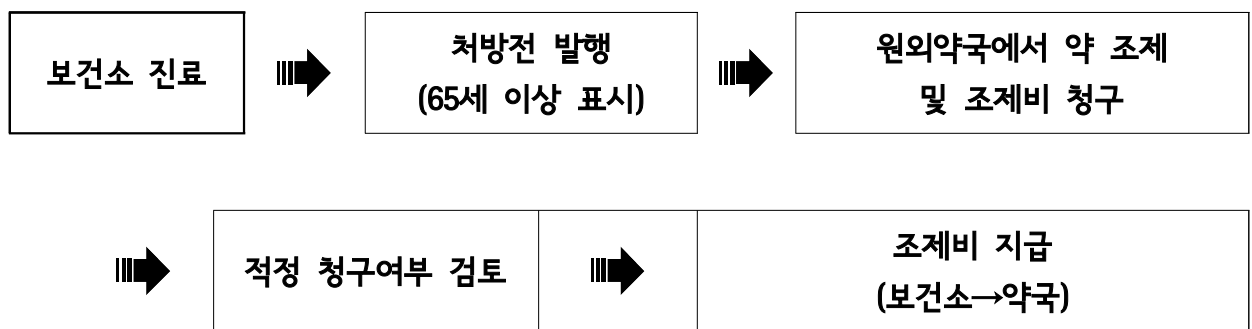 보건소 진료
처방전 발행
(65세 이상 표시)
원외약국에서 약 조제
및 조제비 청구
적정 청구여부 검토
조제비 지급
(보건소→약국)